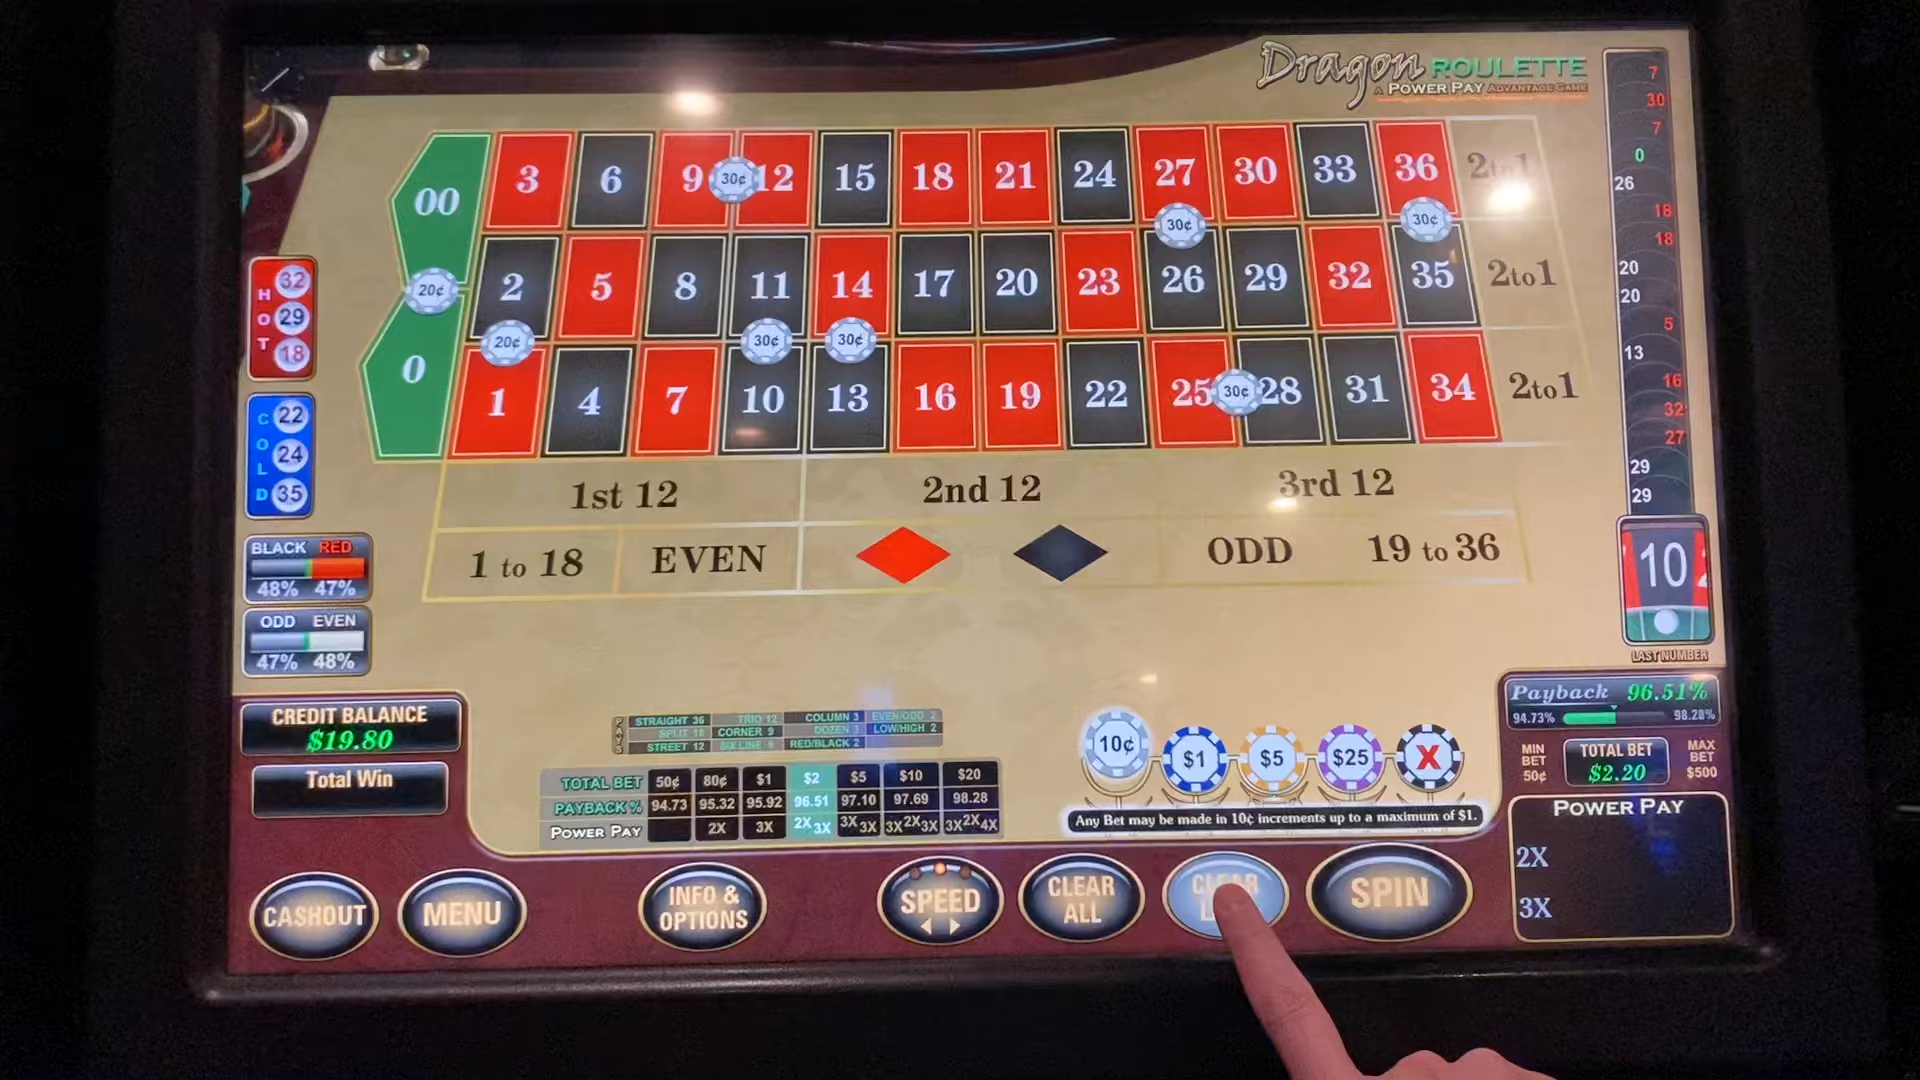 Dragon ROULETTE
A POWER PAY ADVANTAGE GAME
00
3 6 9 30¢ 12 15 18 21 24 27 30 33 36 2to1
30¢ 30¢
20¢ 2 5 8 11 14 17 20 23 26 29 32 35 2to1
20¢ 30¢ 30¢
0 1 4 7 10 13 16 19 22 25 30¢ 28 31 34 2to1
1st 12 2nd 12 3rd 12
1 to 18 EVEN ODD 19 to 36
HOT
32
29
18
COLD
22
24
35
BLACK RED
48% 47%
ODD EVEN
47% 48%
7
30
7
0
26
18
18
20
20
5
13
16
32
27
29
29
10
LAST NUMBER
CREDIT BALANCE
$19.80
Total Win
PAYS
STRAIGHT 36 TRIO 12 COLUMN 3 EVEN/ODD 2
SPLIT 18 CORNER 9 DOZEN 3 LOW/HIGH 2
STREET 12 SIX LINE 6 RED/BLACK 2
TOTAL BET 50¢ 80¢ $1 $2 $5 $10 $20
PAYBACK % 94.73 95.32 95.92 96.51 97.10 97.69 98.28
POWER PAY 2X 3X 2X 3X 3X 3X 3X 2X 3X 3X 2X 4X
10¢ $1 $5 $25 X
Any Bet may be made in 10¢ increments up to a maximum of $1.
Payback 96.51%
94.73% 98.28%
MIN BET 50¢
TOTAL BET
$2.20
MAX BET $500
POWER PAY
2X
3X
CASHOUT
MENU
INFO &
OPTIONS
SPEED
CLEAR
ALL
CLEAR
SPIN